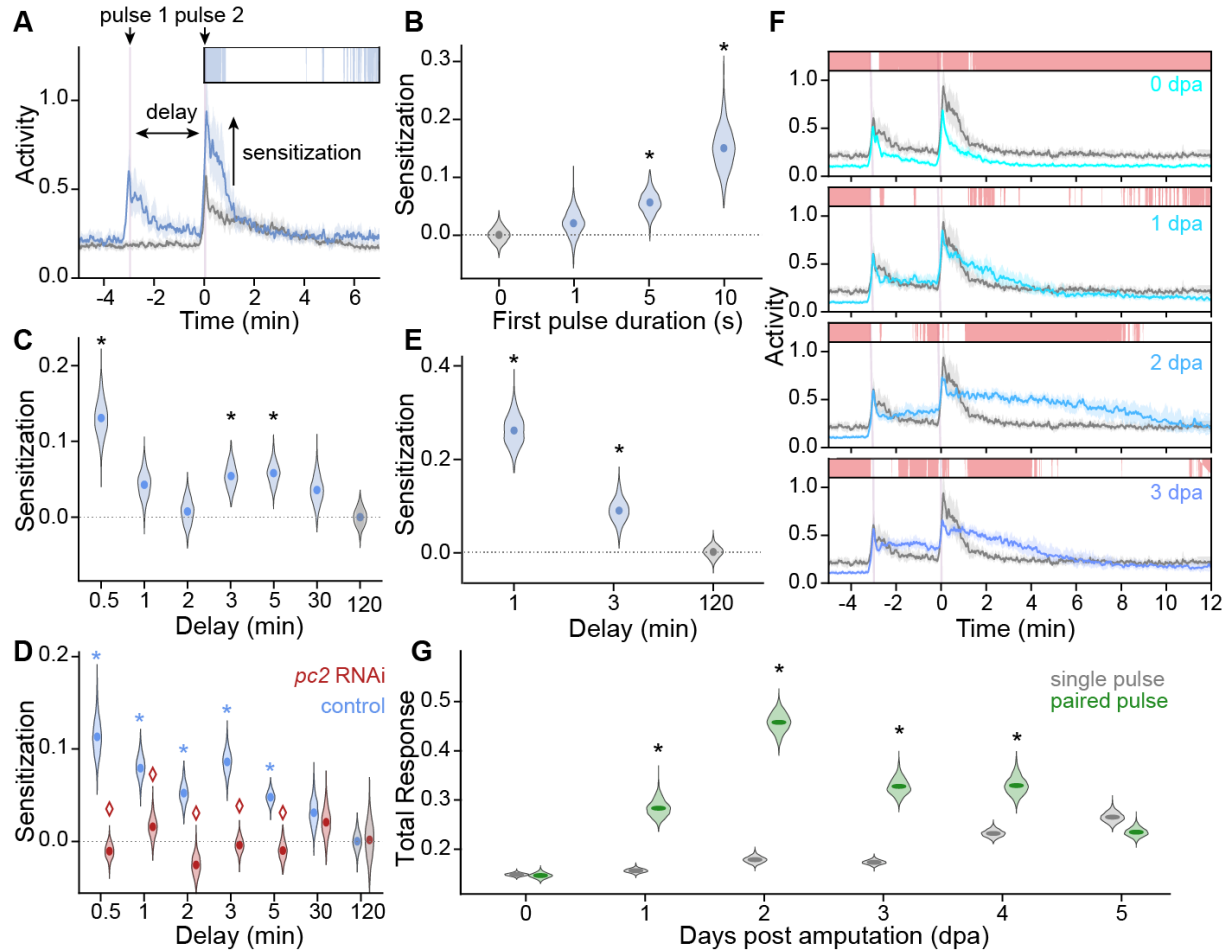 A
pulse 1 pulse 2
delay
sensitization
Activity
1.0
0.5
0.0
-4 -2 0 2 4 6
Time (min)
B
Sensitization
0.3
0.2
0.1
0.0
0 1 5 10
First pulse duration (s)
*
*
C
Sensitization
0.2
0.1
0.0
* * *
0.5 1 2 3 5 30 120
Delay (min)
E
Sensitization
0.4
0.2
0.0
*
*
1 3 120
Delay (min)
D
Sensitization
0.2
0.1
0.0
pc2 RNAi
control
* * * * *
0.5 1 2 3 5 30 120
Delay (min)
F
Activity
0 dpa
1.0
0.5
0.0
1 dpa
1.0
0.5
0.0
2 dpa
1.0
0.5
0.0
3 dpa
1.0
0.5
0.0
-4 -2 0 2 4 6 8 10 12
Time (min)
G
Total Response
0.5
0.4
0.3
0.2
single pulse
paired pulse
* * * *
0 1 2 3 4 5
Days post amputation (dpa)